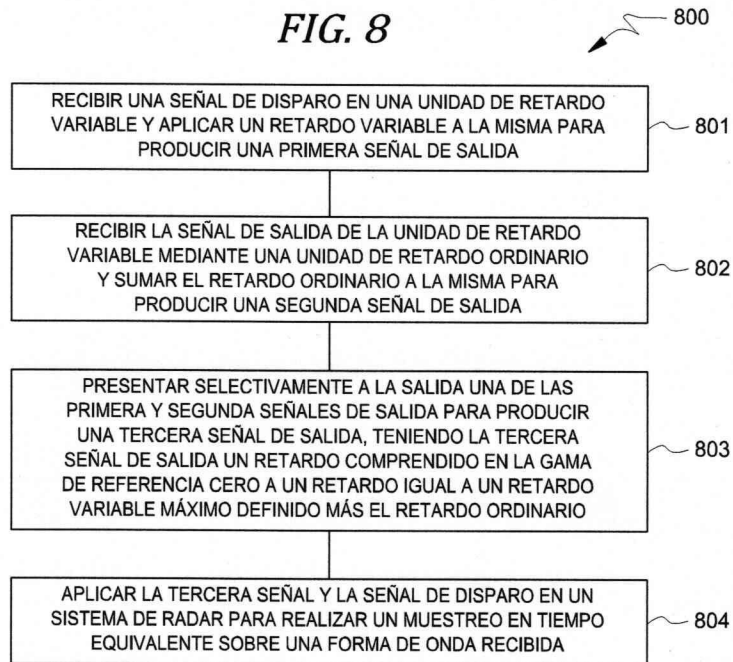 FIG. 8
800
RECIBIR UNA SEÑAL DE DISPARO EN UNA UNIDAD DE RETARDO
VARIABLE Y APLICAR UN RETARDO VARIABLE A LA MISMA PARA
PRODUCIR UNA PRIMERA SEÑAL DE SALIDA
801
RECIBIR LA SEÑAL DE SALIDA DE LA UNIDAD DE RETARDO
VARIABLE MEDIANTE UNA UNIDAD DE RETARDO ORDINARIO
Y SUMAR EL RETARDO ORDINARIO A LA MISMA PARA
PRODUCIR UNA SEGUNDA SEÑAL DE SALIDA
802
PRESENTAR SELECTIVAMENTE A LA SALIDA UNA DE LAS
PRIMERA Y SEGUNDA SEÑALES DE SALIDA PARA PRODUCIR
UNA TERCERA SEÑAL DE SALIDA, TENIENDO LA TERCERA
SEÑAL DE SALIDA UN RETARDO COMPRENDIDO EN LA GAMA
DE REFERENCIA CERO A UN RETARDO IGUAL A UN RETARDO
VARIABLE MÁXIMO DEFINIDO MÁS EL RETARDO ORDINARIO
803
APLICAR LA TERCERA SEÑAL Y LA SEÑAL DE DISPARO EN UN
SISTEMA DE RADAR PARA REALIZAR UN MUESTREO EN TIEMPO
EQUIVALENTE SOBRE UNA FORMA DE ONDA RECIBIDA
804